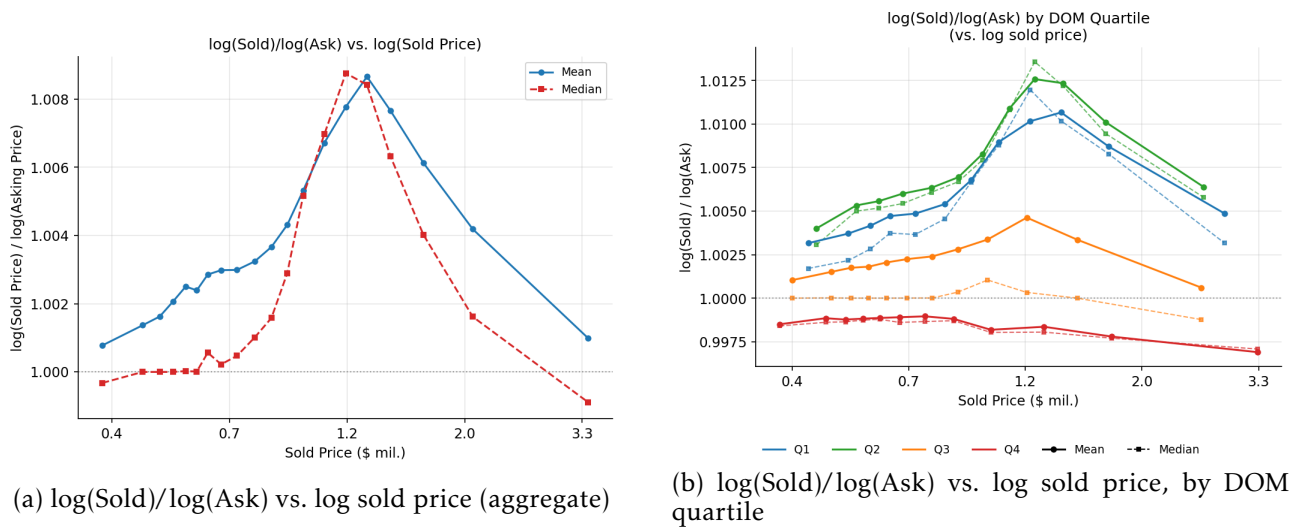 log(Sold)/log(Ask) vs. log(Sold Price)
Mean
Median
log(Sold Price) / log(Asking Price)
1.008
1.006
1.004
1.002
1.000
0.4
0.7
1.2
2.0
3.3
Sold Price ($ mil.)
(a) log(Sold)/log(Ask) vs. log sold price (aggregate)
log(Sold)/log(Ask) by DOM Quartile
(vs. log sold price)
log(Sold) / log(Ask)
1.0125
1.0100
1.0075
1.0050
1.0025
1.0000
0.9975
0.4
0.7
1.2
2.0
3.3
Sold Price ($ mil.)
Q1
Q2
Q3
Q4
Mean
Median
(b) log(Sold)/log(Ask) vs. log sold price, by DOM
quartile